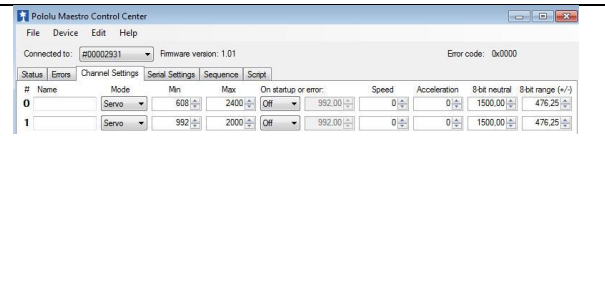 Pololu Maestro Control Center
File Device Edit Help
Connected to: #00002931 Firmware version: 1.01 Error code: 0x0000
Status Errors Channel Settings Serial Settings Sequence Script
# Name Mode Min Max On startup or error: Speed Acceleration 8-bit neutral 8-bit range (+/-)
0 Servo 608 2400 Off 992,00 0 0 1500,00 476,25
1 Servo 992 2000 Off 992,00 0 0 1500,00 476,25